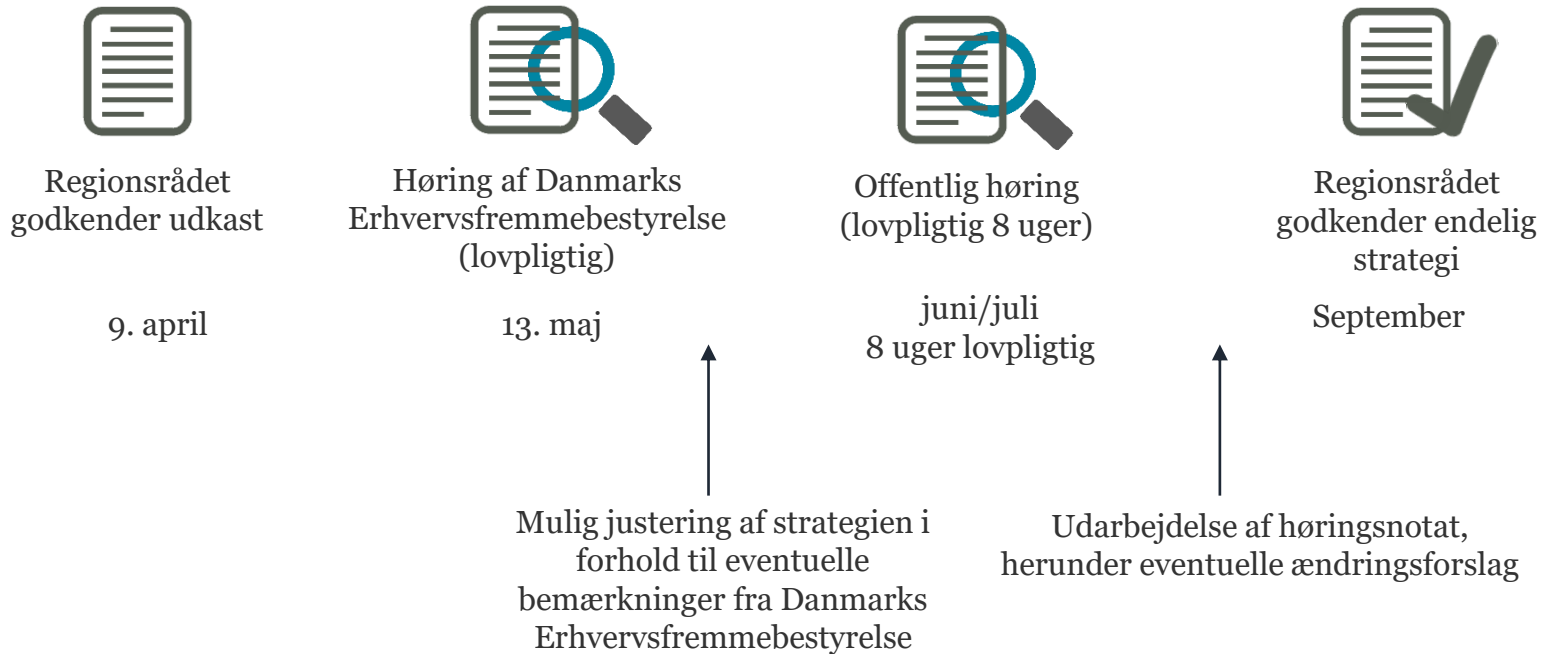 Regionsrådet
godkender udkast
9. april
Høring af Danmarks
Erhvervsfremmebestyrelse
(lovpligtig)
13. maj
Offentlig høring
(lovpligtig 8 uger)
juni/juli
8 uger lovpligtig
Regionsrådet
godkender endelig
strategi
September
Mulig justering af strategien i
forhold til eventuelle
bemærkninger fra Danmarks
Erhvervsfremmebestyrelse
Udarbejdelse af høringsnotat,
herunder eventuelle ændringsforslag